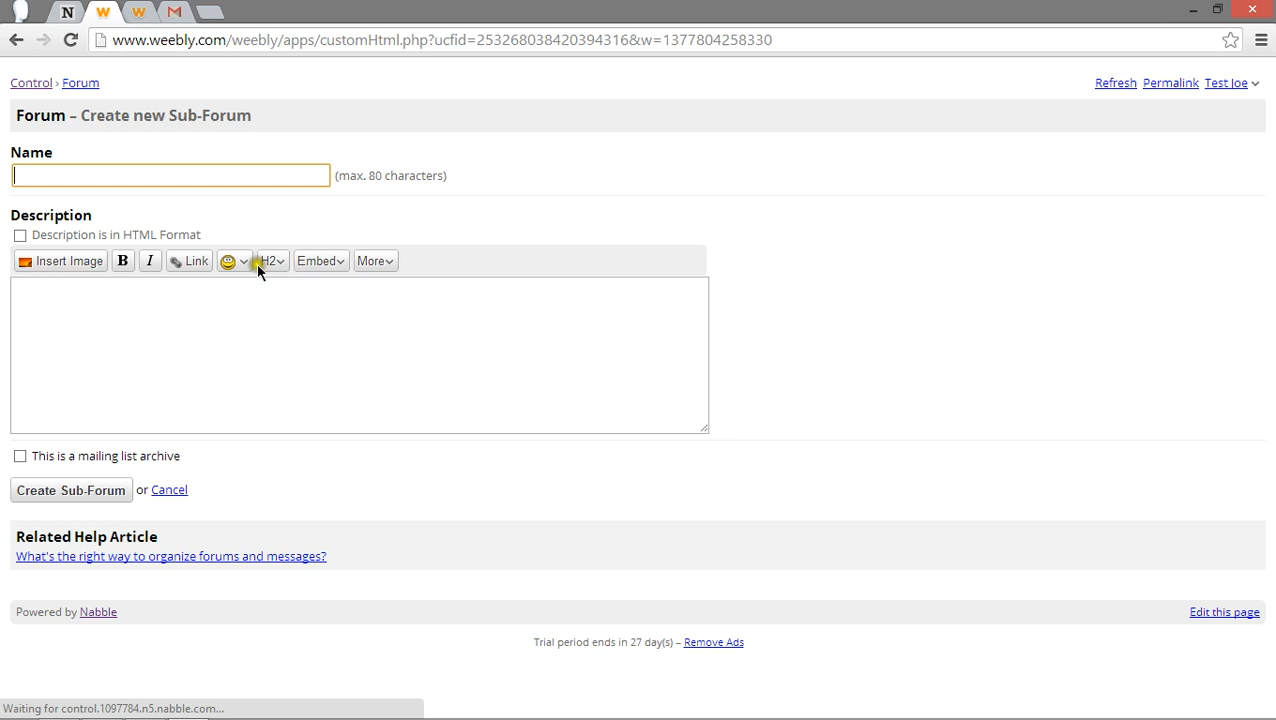 www.weebly.com/weebly/apps/customHtml.php?ucfid=253268038420394316&w=1377804258330
Control › Forum
Refresh Permalink Test Joe
Forum – Create new Sub-Forum
Name
(max. 80 characters)
Description
Description is in HTML Format
Insert Image B I Link H2 Embed More
This is a mailing list archive
Create Sub-Forum or Cancel
Related Help Article
What's the right way to organize forums and messages?
Powered by Nabble
Edit this page
Trial period ends in 27 day(s) – Remove Ads
Waiting for control.1097784.n5.nabble.com...